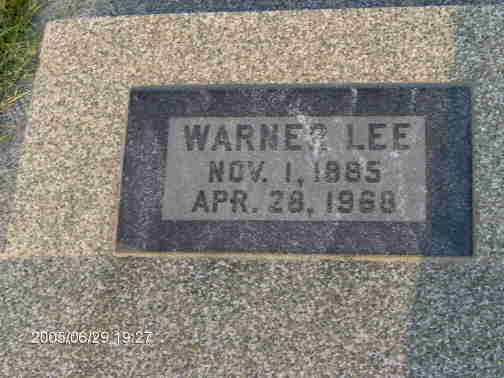 WARNER LEE
NOV. 1, 1885
APR. 28, 1968
2005/06/29 19:27